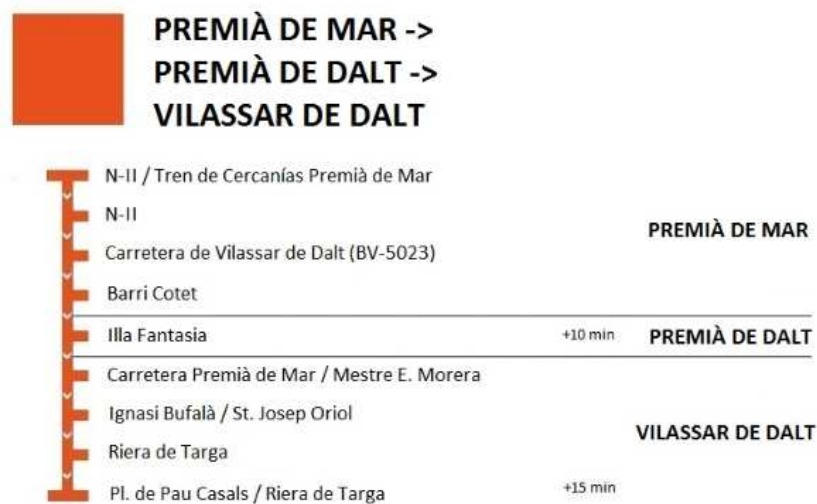 PREMIÀ DE MAR ->
PREMIÀ DE DALT ->
VILASSAR DE DALT
N-II / Tren de Cercanías Premià de Mar
N-II
PREMIÀ DE MAR
Carretera de Vilassar de Dalt (BV-5023)
Barri Cotet
Illa Fantasia +10 min PREMIÀ DE DALT
Carretera Premià de Mar / Mestre E. Morera
Ignasi Bufalà / St. Josep Oriol
VILASSAR DE DALT
Riera de Targa
Pl. de Pau Casals / Riera de Targa +15 min